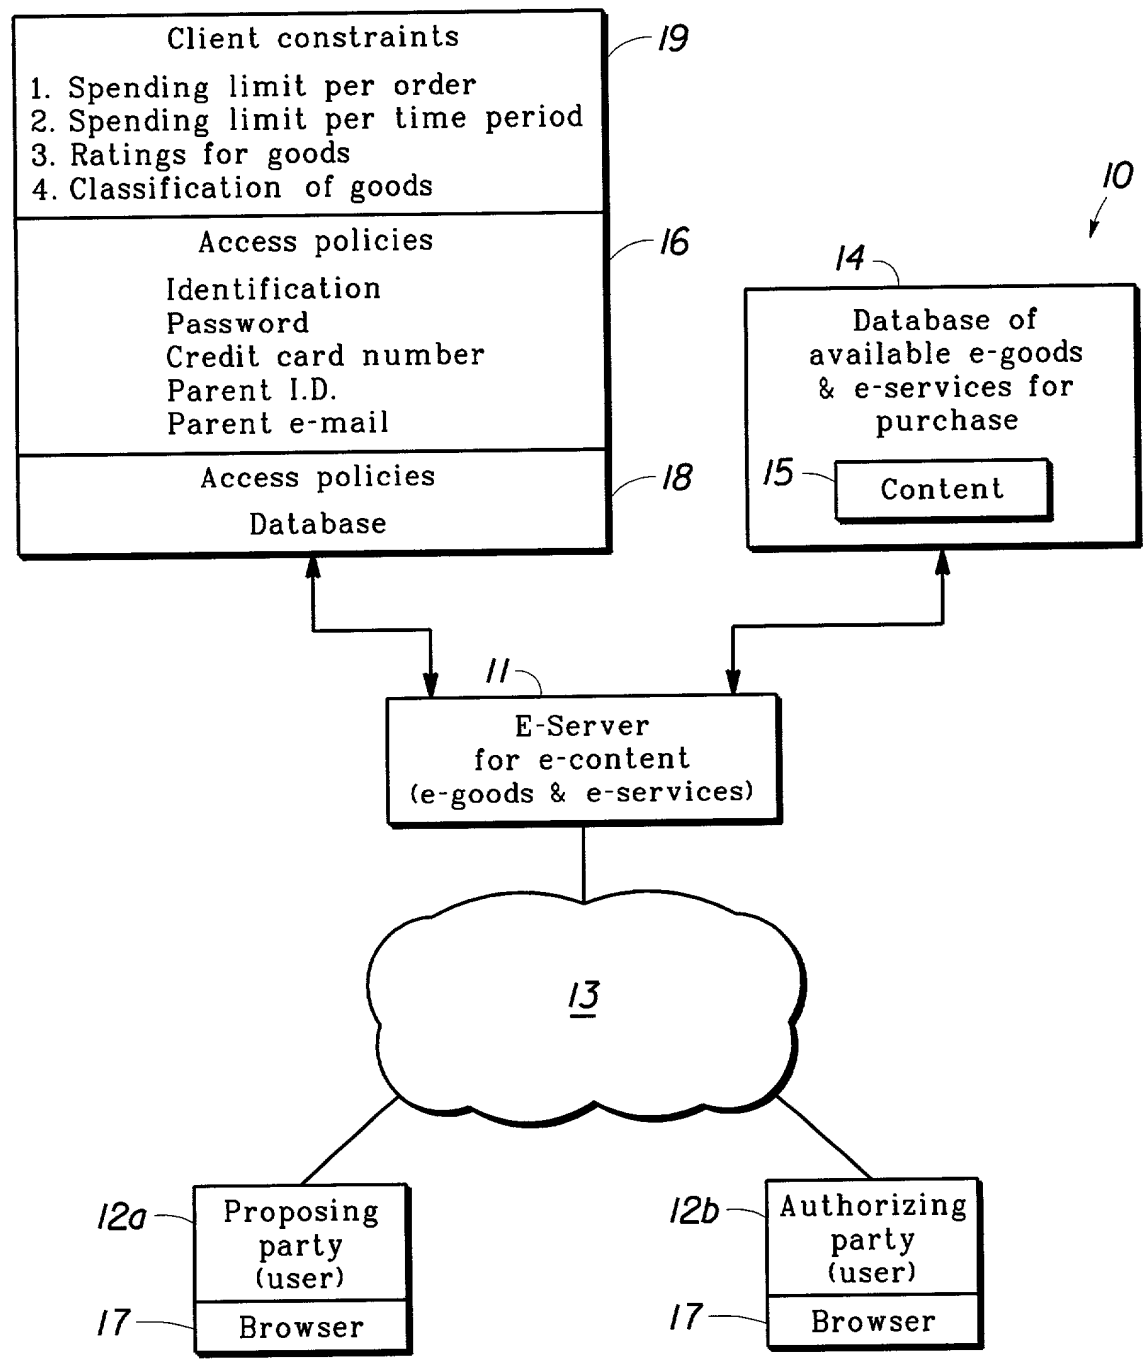 Client constraints
19
1. Spending limit per order
2. Spending limit per time period
3. Ratings for goods
4. Classification of goods
10
Access policies
16
Identification
Password
Credit card number
Parent I.D.
Parent e-mail
14
Database of
available e-goods
& e-services for
purchase
15
Content
Access policies
18
Database
11
E-Server
for e-content
(e-goods & e-services)
13
12a
Proposing
party
(user)
17
Browser
12b
Authorizing
party
(user)
17
Browser